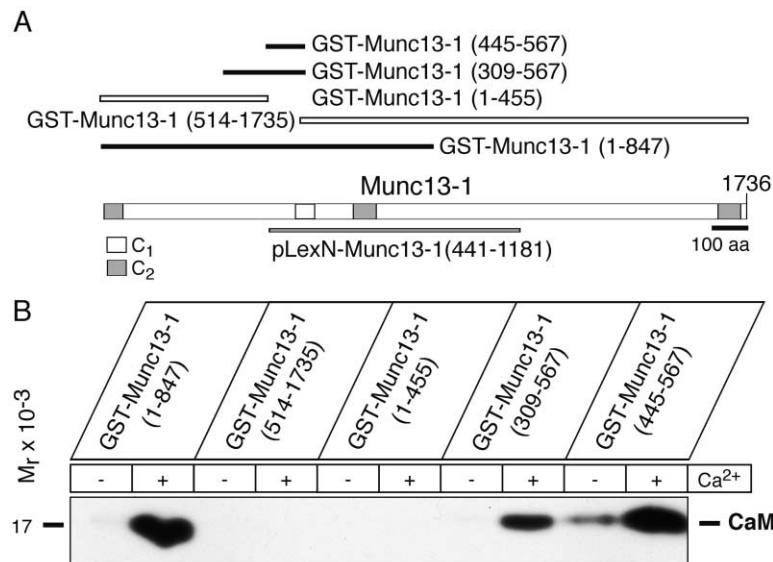 A
GST-Munc13-1 (445-567)
GST-Munc13-1 (309-567)
GST-Munc13-1 (1-455)
GST-Munc13-1 (514-1735)
GST-Munc13-1 (1-847)
Munc13-1
1736
C1
C2
100 aa
pLexN-Munc13-1(441-1181)
B
GST-Munc13-1
(1-847)
GST-Munc13-1
(514-1735)
GST-Munc13-1
(1-455)
GST-Munc13-1
(309-567)
GST-Munc13-1
(445-567)
Mr x 10-3
- + - + - + - + - + Ca2+
17
CaM